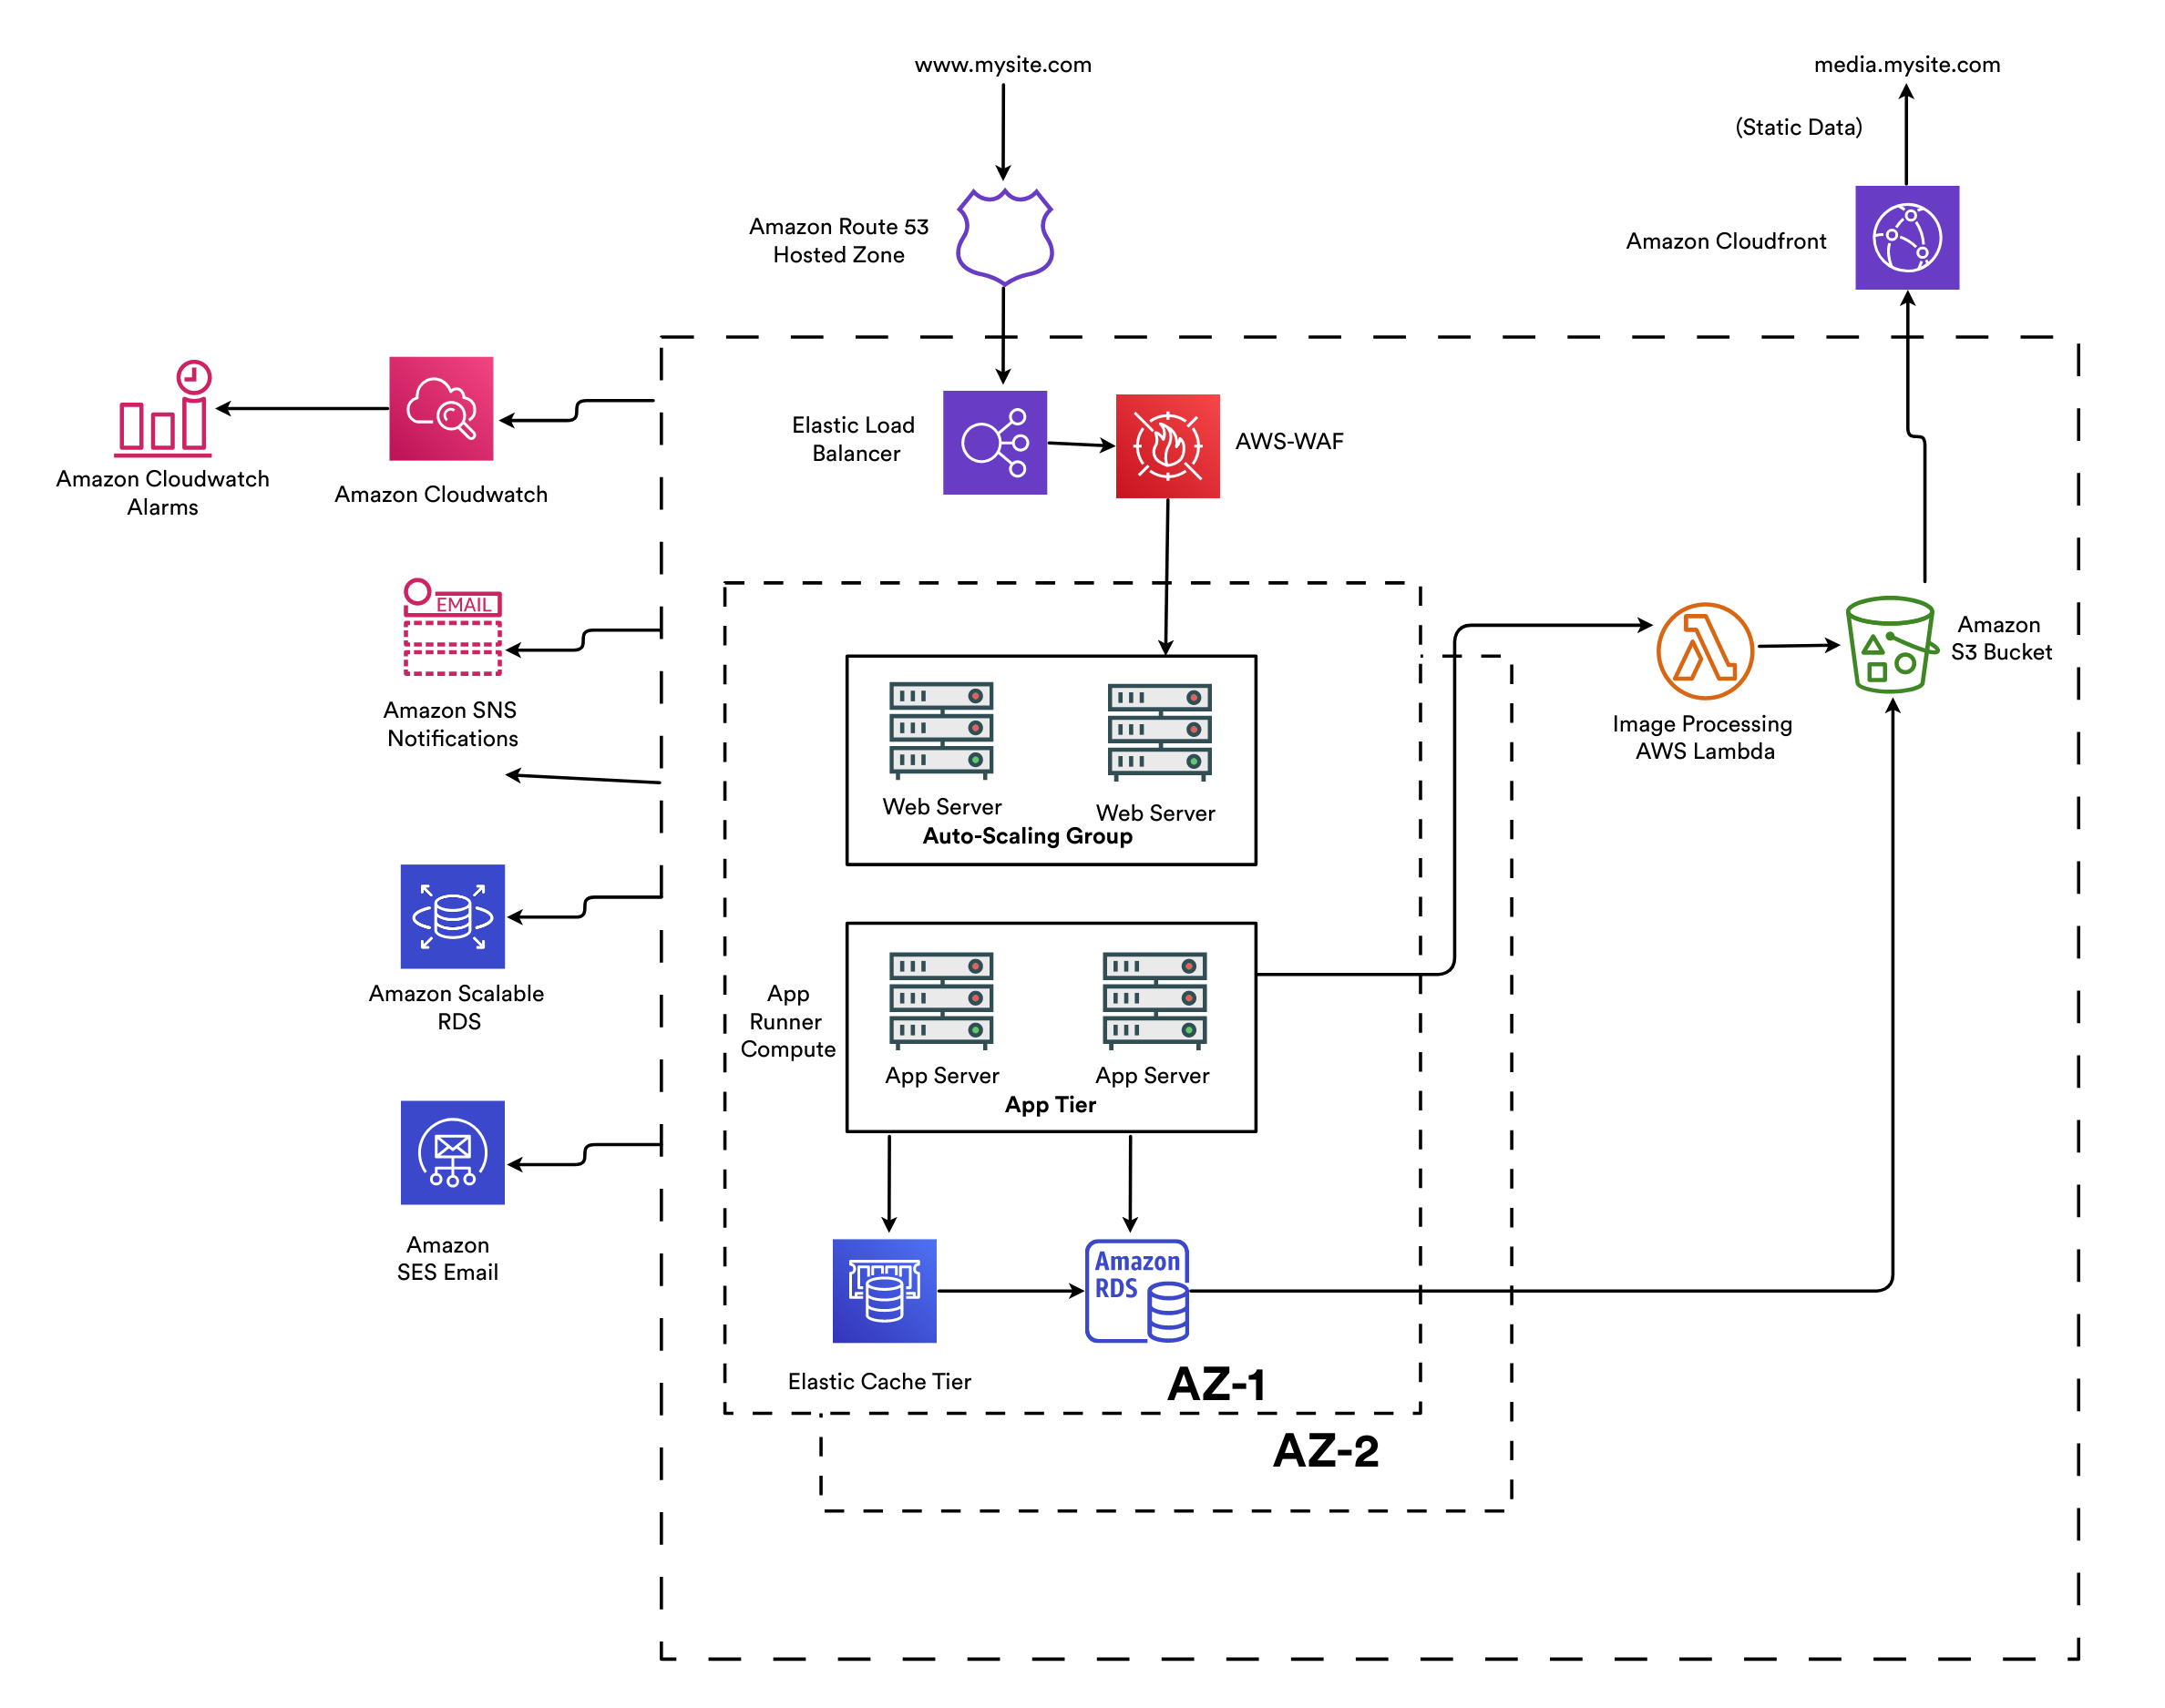 www.mysite.com
media.mysite.com
(Static Data)
Amazon Route 53
Hosted Zone
Amazon Cloudfront
Elastic Load
Balancer
AWS-WAF
Amazon Cloudwatch
Alarms
Amazon Cloudwatch
EMAIL
Amazon SNS
Notifications
Amazon
S3 Bucket
Image Processing
AWS Lambda
Web Server
Web Server
Auto-Scaling Group
Amazon Scalable
RDS
App
Runner
Compute
App Server
App Server
App Tier
Amazon
SES Email
Amazon
RDS
Elastic Cache Tier
AZ-1
AZ-2